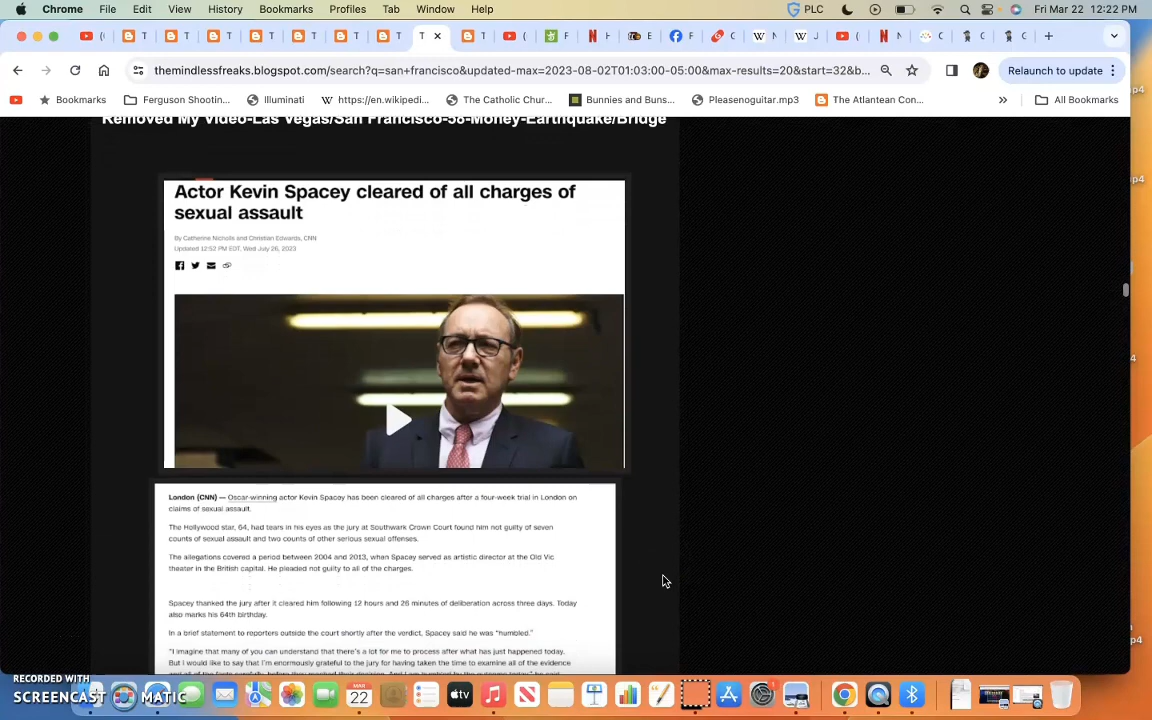 Chrome File Edit View History Bookmarks Profiles Tab Window Help PLC Fri Mar 22 12:22 PM
themindlessfreaks.blogspot.com/search?q=san+francisco&updated-max=2023-08-02T01:03:00-05:00&max-results=20&start=32&b... Relaunch to update
Bookmarks Ferguson Shootin... Illuminati https://en.wikipedi... The Catholic Chur... Bunnies and Buns... Pleasenoguitar.mp3 The Atlantean Con... » All Bookmarks
Removed My Video-Las Vegas/San Francisco-58-Money-Earthquake/Bridge
Actor Kevin Spacey cleared of all charges of
sexual assault
By Catherine Nicholls and Christian Edwards, CNN
Updated 12:52 PM EDT, Wed July 26, 2023
London (CNN) — Oscar-winning actor Kevin Spacey has been cleared of all charges after a four-week trial in London on
claims of sexual assault.
The Hollywood star, 64, had tears in his eyes as the jury at Southwark Crown Court found him not guilty of seven
counts of sexual assault and two counts of other serious sexual offenses.
The allegations covered a period between 2004 and 2013, when Spacey served as artistic director at the Old Vic
theater in the British capital. He pleaded not guilty to all of the charges.
Spacey thanked the jury after it cleared him following 12 hours and 26 minutes of deliberation across three days. Today
also marks his 64th birthday.
In a brief statement to reporters outside the court shortly after the verdict, Spacey said he was "humbled."
"I imagine that many of you can understand that there's a lot for me to process after what has just happened today.
But I would like to say that I'm enormously grateful to the jury for having taken the time to examine all of the evidence
RECORDED WITH
SCREENCAST MATIC
MAR
22